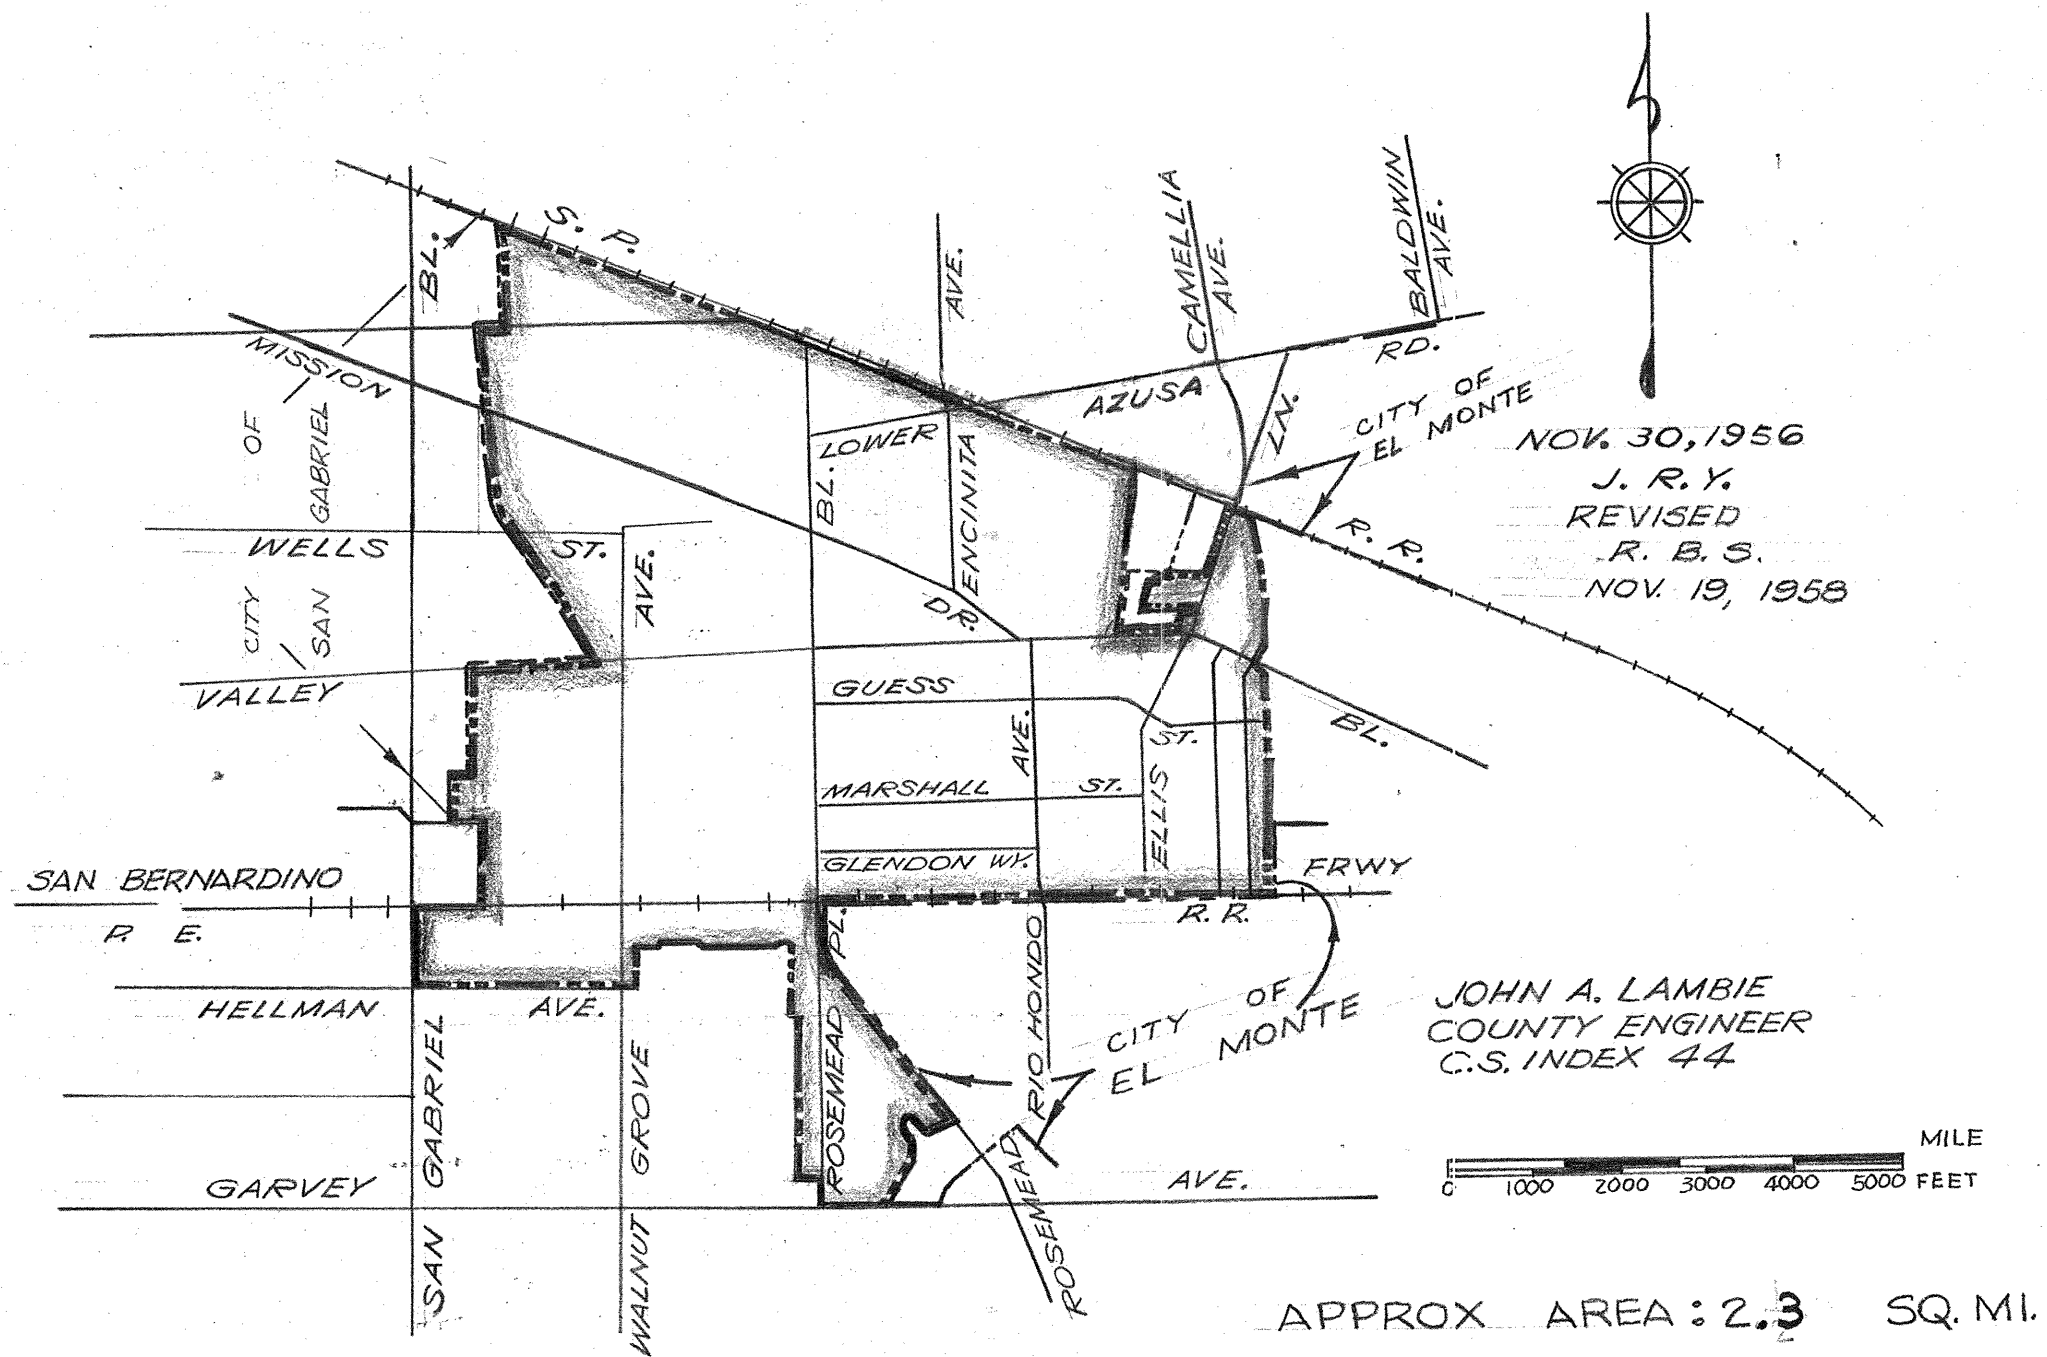 S. P.
BL.
AVE.
CAMELLIA
AVE.
BALDWIN
AVE.
MISSION
CITY OF
SAN GABRIEL
LOWER
AZUSA
RD.
LN.
CITY OF
EL MONTE
NOV. 30, 1956
J. R. Y.
REVISED
R. B. S.
NOV. 19, 1958
BL.
ENCINITA
R. R.
WELLS
ST.
AVE.
DR.
VALLEY
GUESS
ST.
BL.
AVE.
MARSHALL
ST.
ELLIS
GLENDON WY.
SAN BERNARDINO
FRWY
P. E.
R. R.
PL.
HELLMAN
AVE.
ROSEMEAD
RIO HONDO
CITY OF
EL MONTE
JOHN A. LAMBIE
COUNTY ENGINEER
C.S. INDEX 44
SAN GABRIEL
WALNUT GROVE
GARVEY
AVE.
ROSEMEAD
MILE
0 1000 2000 3000 4000 5000 FEET
APPROX AREA: 2.3 SQ. MI.